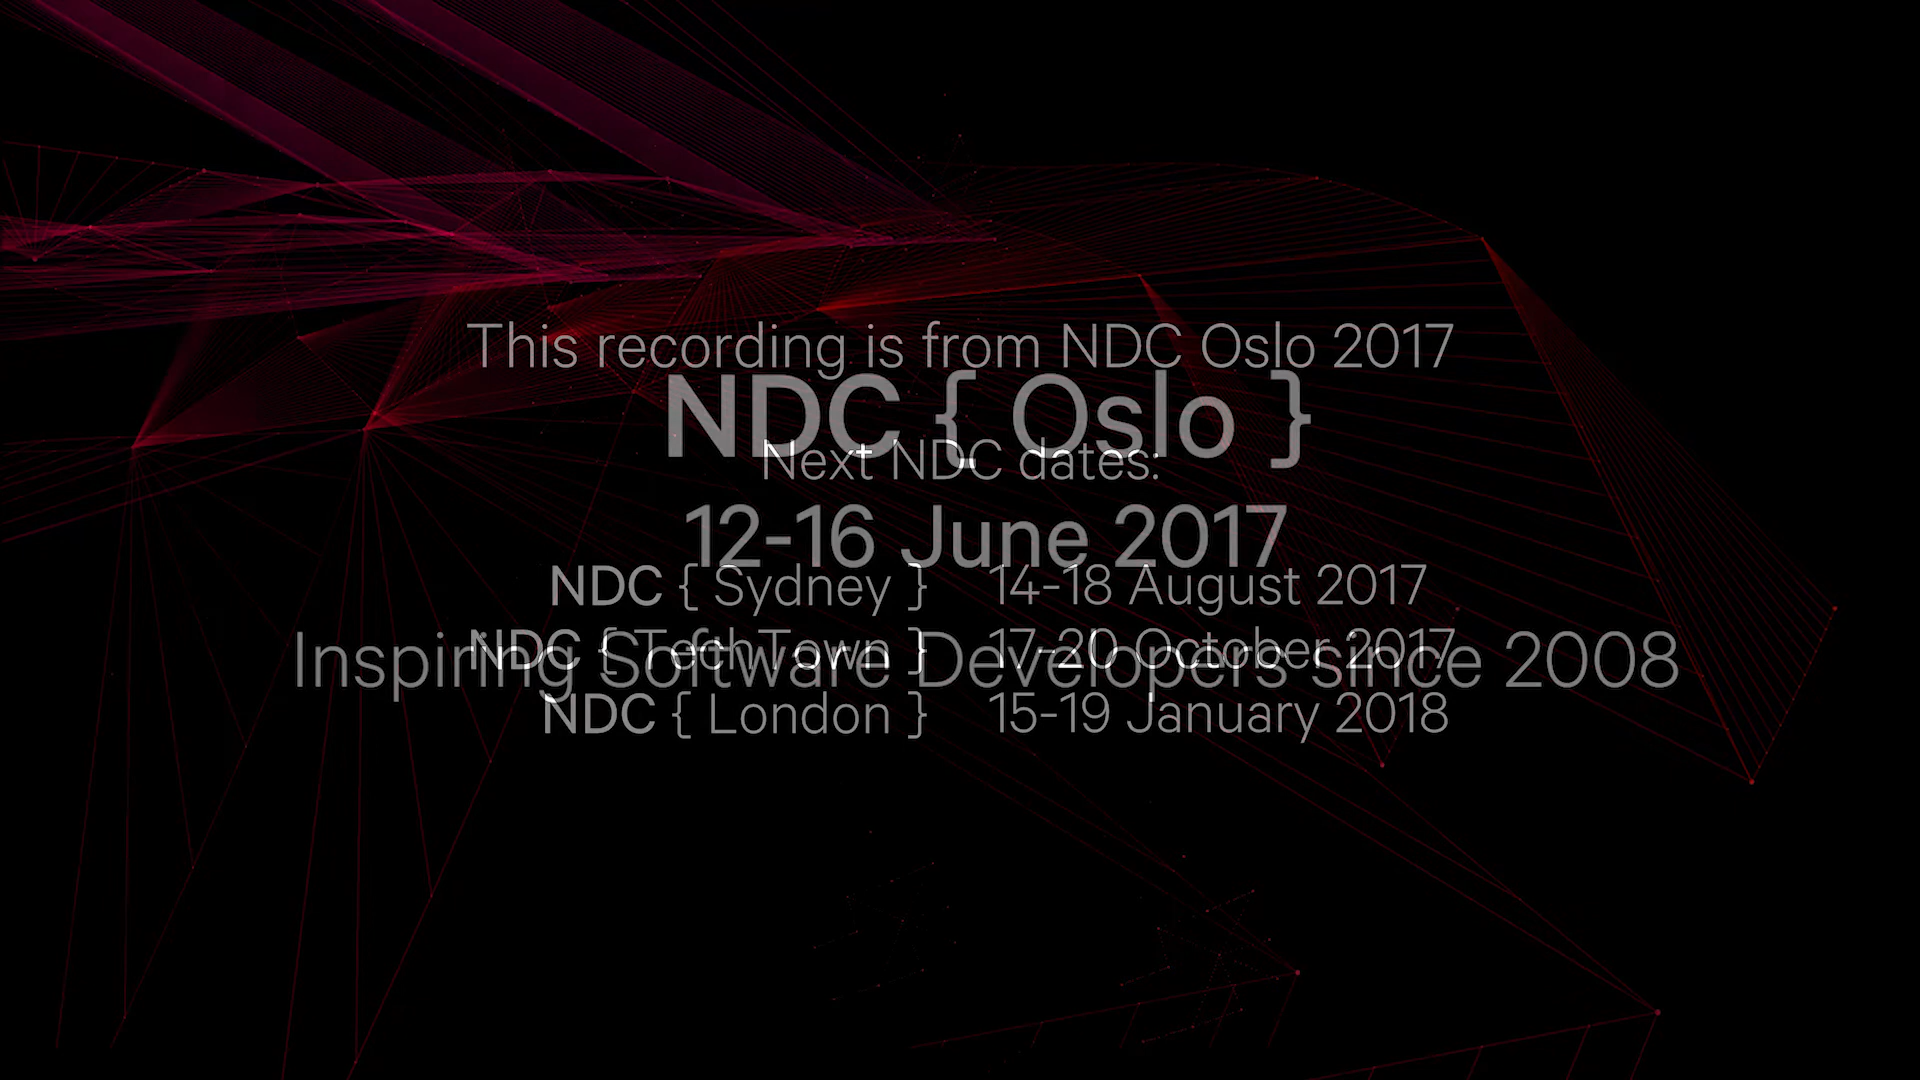 This recording is from NDC Oslo 2017
NDC { Oslo }
Next NDC dates:
12-16 June 2017
NDC { Sydney } 14-18 August 2017
NDC { TechTown } 17-20 October 2017
Inspiring Software Developers since 2008
NDC { London } 15-19 January 2018